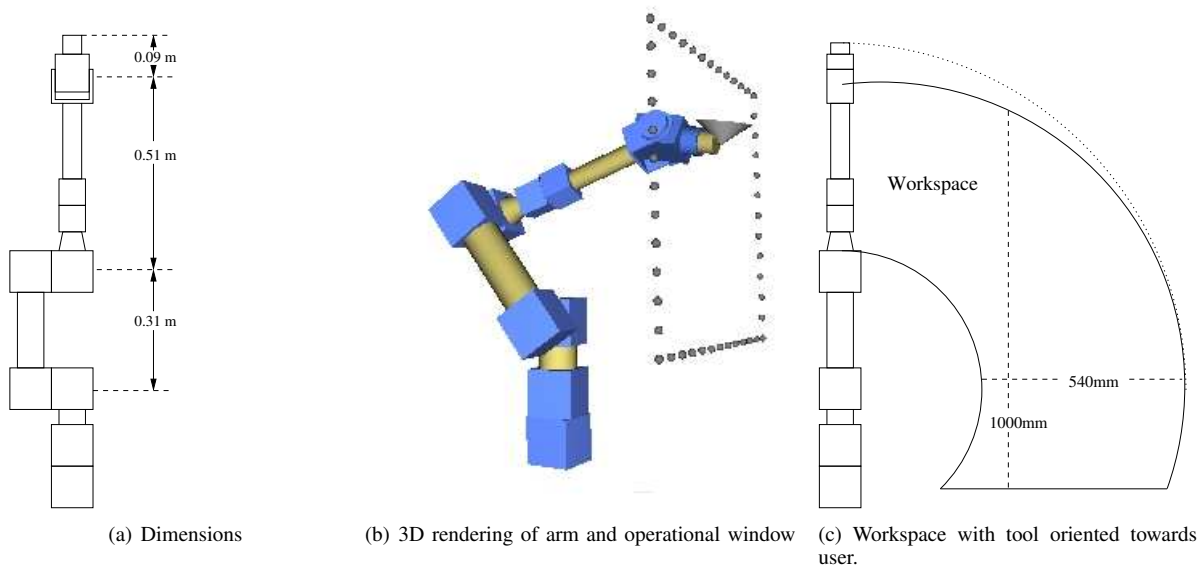 0.09 m
0.51 m
0.31 m
Workspace
540mm
1000mm
(a) Dimensions
(b) 3D rendering of arm and operational window
(c) Workspace with tool oriented towards
user.